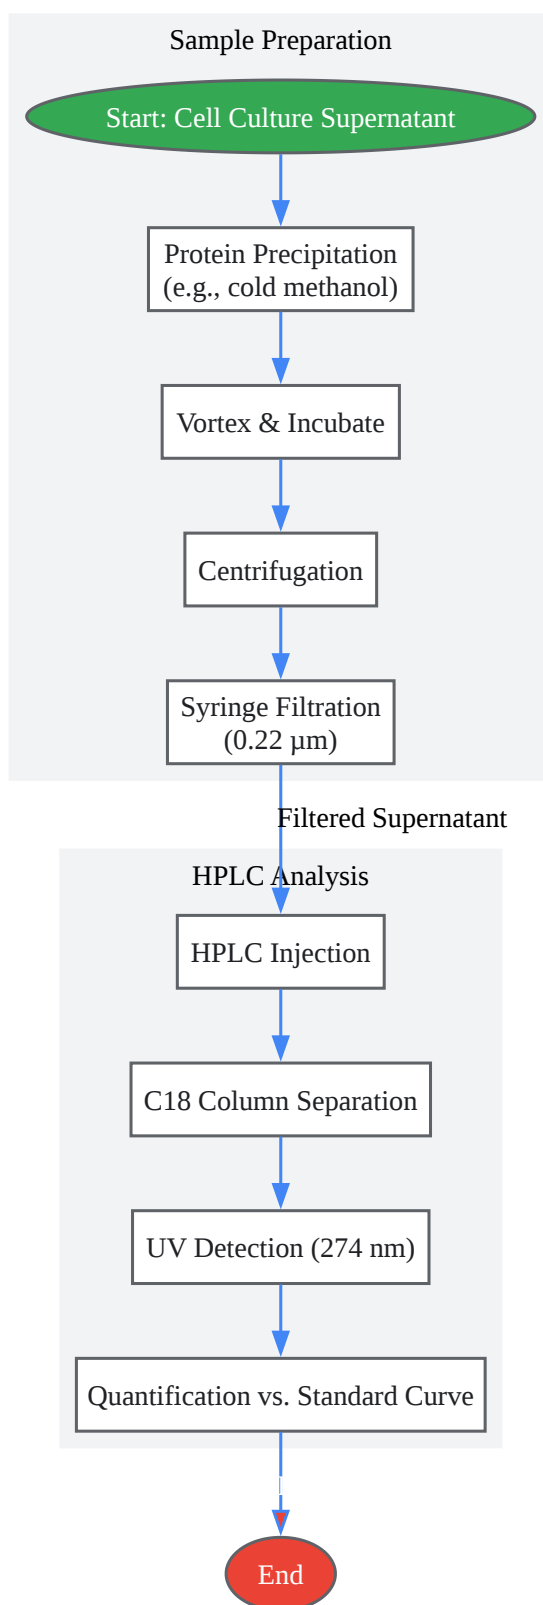 Sample Preparation
Start: Cell Culture Supernatant
Protein Precipitation
(e.g., cold methanol)
Vortex & Incubate
Centrifugation
Syringe Filtration
(0.22 µm)
Filtered Supernatant
HPLC Analysis
HPLC Injection
C18 Column Separation
UV Detection (274 nm)
Quantification vs. Standard Curve
End